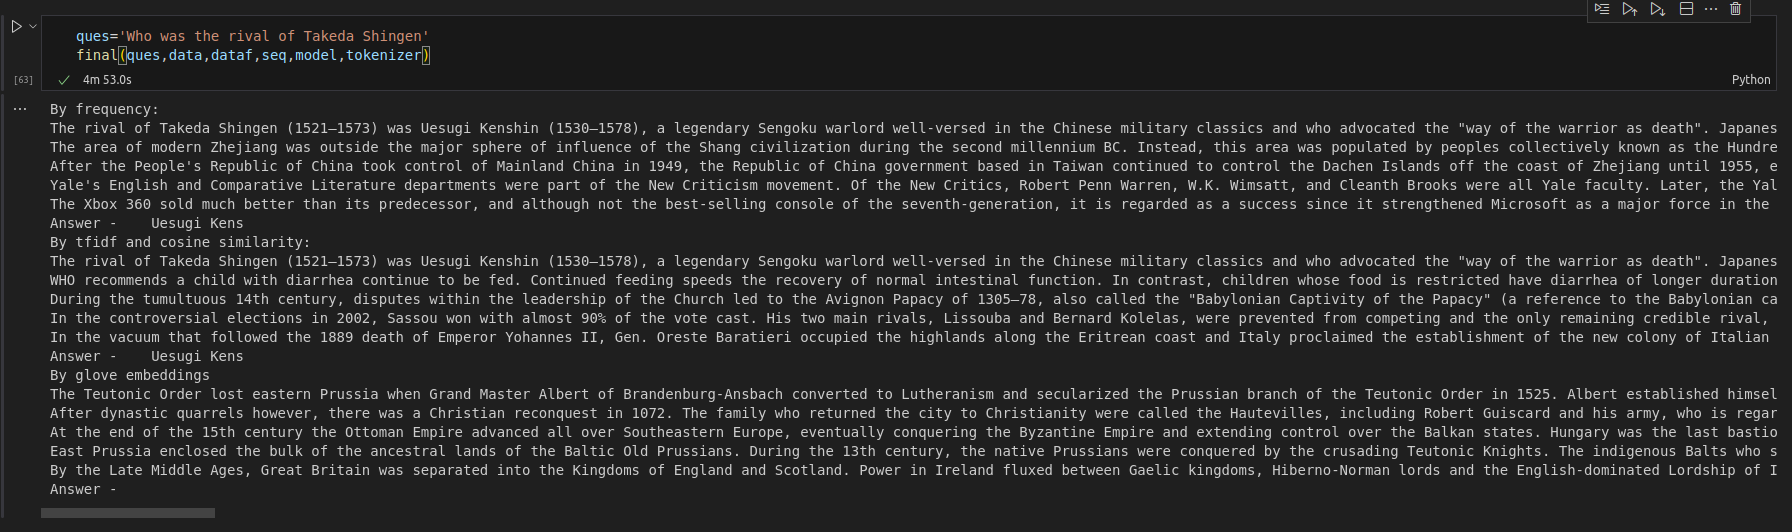 ques='Who was the rival of Takeda Shingen'
final(ques,data,dataf,seq,model,tokenizer)
[63]
4m 53.0s
Python
By frequency:
The rival of Takeda Shingen (1521–1573) was Uesugi Kenshin (1530–1578), a legendary Sengoku warlord well-versed in the Chinese military classics and who advocated the "way of the warrior as death". Japanes
The area of modern Zhejiang was outside the major sphere of influence of the Shang civilization during the second millennium BC. Instead, this area was populated by peoples collectively known as the Hundre
After the People's Republic of China took control of Mainland China in 1949, the Republic of China government based in Taiwan continued to control the Dachen Islands off the coast of Zhejiang until 1955, e
Yale's English and Comparative Literature departments were part of the New Criticism movement. Of the New Critics, Robert Penn Warren, W.K. Wimsatt, and Cleanth Brooks were all Yale faculty. Later, the Yal
The Xbox 360 sold much better than its predecessor, and although not the best-selling console of the seventh-generation, it is regarded as a success since it strengthened Microsoft as a major force in the
Answer -    Uesugi Kens
By tfidf and cosine similarity:
The rival of Takeda Shingen (1521–1573) was Uesugi Kenshin (1530–1578), a legendary Sengoku warlord well-versed in the Chinese military classics and who advocated the "way of the warrior as death". Japanes
WHO recommends a child with diarrhea continue to be fed. Continued feeding speeds the recovery of normal intestinal function. In contrast, children whose food is restricted have diarrhea of longer duration
During the tumultuous 14th century, disputes within the leadership of the Church led to the Avignon Papacy of 1305–78, also called the "Babylonian Captivity of the Papacy" (a reference to the Babylonian ca
In the controversial elections in 2002, Sassou won with almost 90% of the vote cast. His two main rivals, Lissouba and Bernard Kolelas, were prevented from competing and the only remaining credible rival,
In the vacuum that followed the 1889 death of Emperor Yohannes II, Gen. Oreste Baratieri occupied the highlands along the Eritrean coast and Italy proclaimed the establishment of the new colony of Italian
Answer -    Uesugi Kens
By glove embeddings
The Teutonic Order lost eastern Prussia when Grand Master Albert of Brandenburg-Ansbach converted to Lutheranism and secularized the Prussian branch of the Teutonic Order in 1525. Albert established himsel
After dynastic quarrels however, there was a Christian reconquest in 1072. The family who returned the city to Christianity were called the Hautevilles, including Robert Guiscard and his army, who is regar
At the end of the 15th century the Ottoman Empire advanced all over Southeastern Europe, eventually conquering the Byzantine Empire and extending control over the Balkan states. Hungary was the last bastio
East Prussia enclosed the bulk of the ancestral lands of the Baltic Old Prussians. During the 13th century, the native Prussians were conquered by the crusading Teutonic Knights. The indigenous Balts who s
By the Late Middle Ages, Great Britain was separated into the Kingdoms of England and Scotland. Power in Ireland fluxed between Gaelic kingdoms, Hiberno-Norman lords and the English-dominated Lordship of I
Answer -